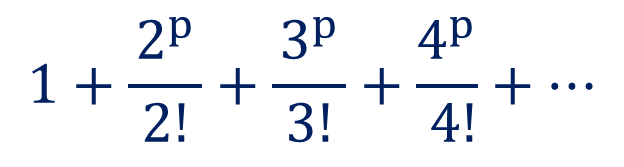 1 + 2^p/2! + 3^p/3! + 4^p/4! + ⋯